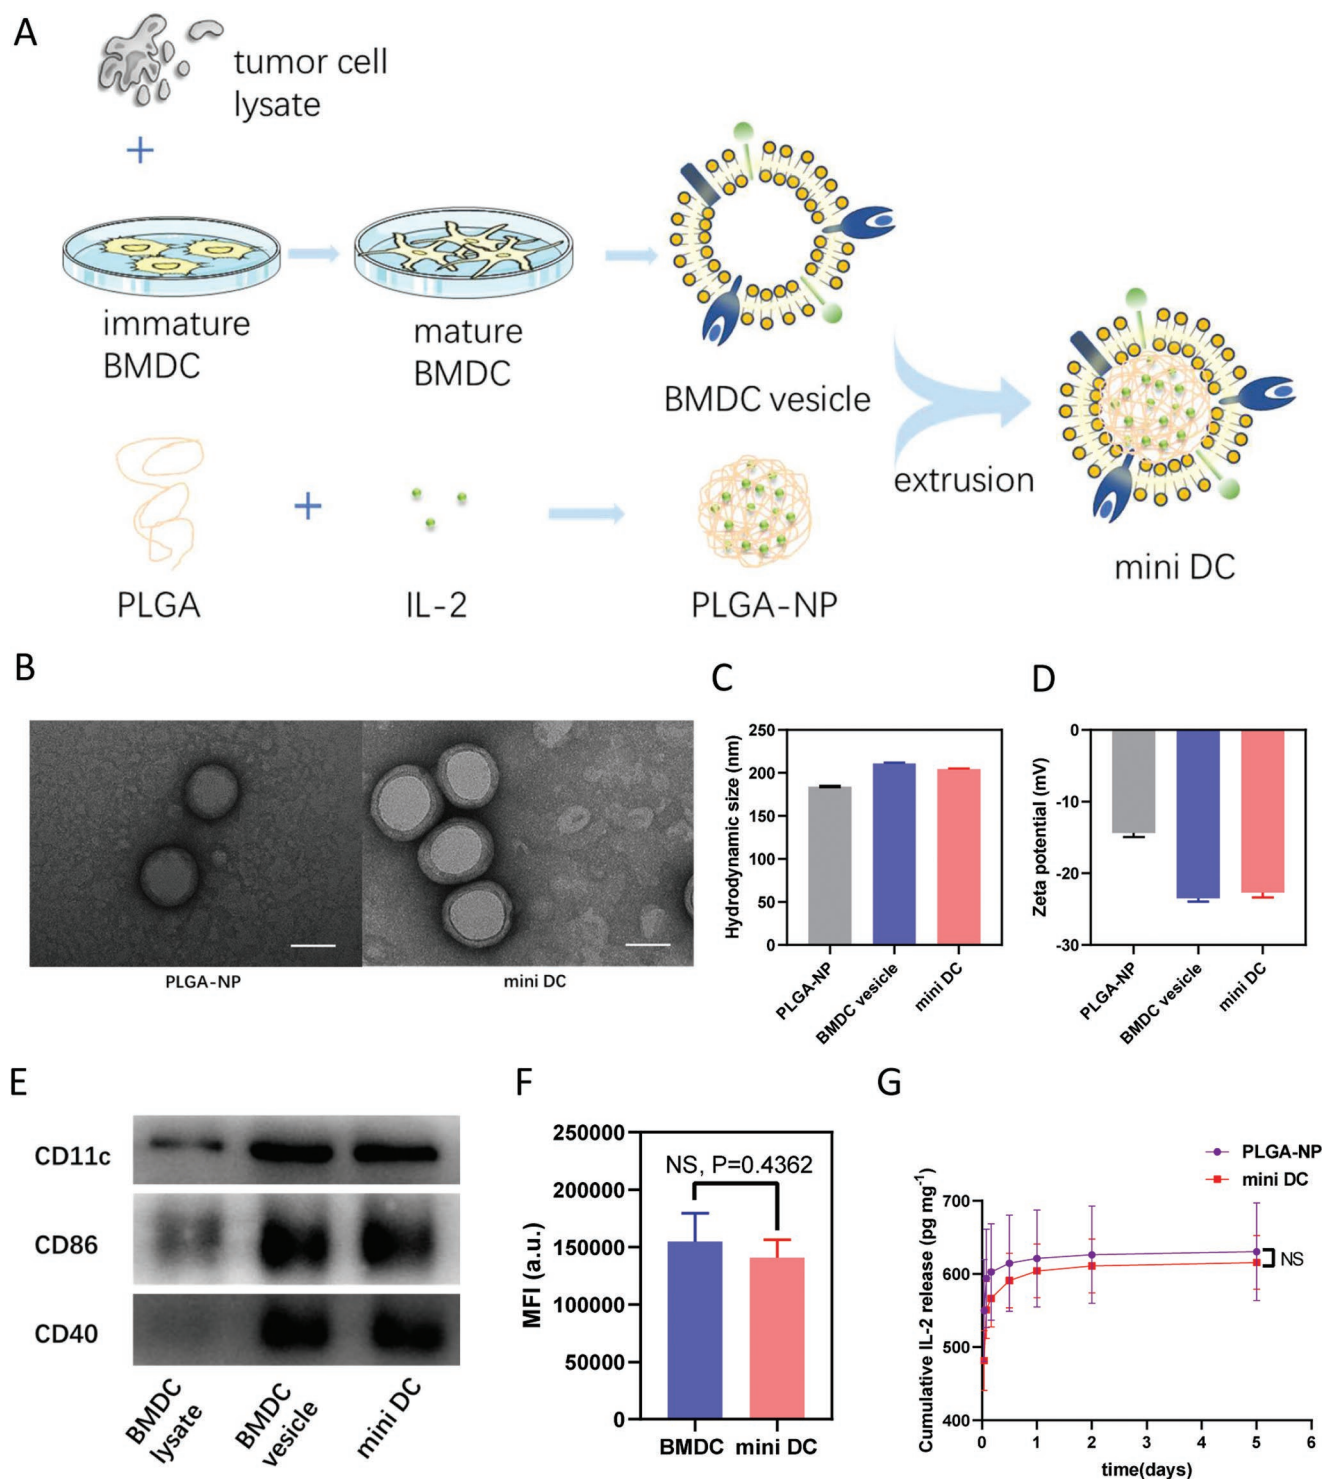 A
tumor cell
lysate
+
immature
BMDC
mature
BMDC
BMDC vesicle
extrusion
mini DC
PLGA
+
IL-2
PLGA-NP
B
PLGA-NP
mini DC
C
Hydrodynamic size (nm)
250
200
150
100
50
0
PLGA-NP
BMDC vesicle
mini DC
D
Zeta potential (mV)
0
-10
-20
-30
PLGA-NP
BMDC vesicle
mini DC
E
CD11c
CD86
CD40
BMDC
lysate
BMDC
vesicle
mini DC
F
MFI (a.u.)
250000
200000
150000
100000
50000
0
NS, P=0.4362
BMDC
mini DC
G
PLGA-NP
mini DC
Cumulative IL-2 release (pg mg⁻¹)
700
600
500
400
NS
0
1
2
3
4
5
6
time(days)